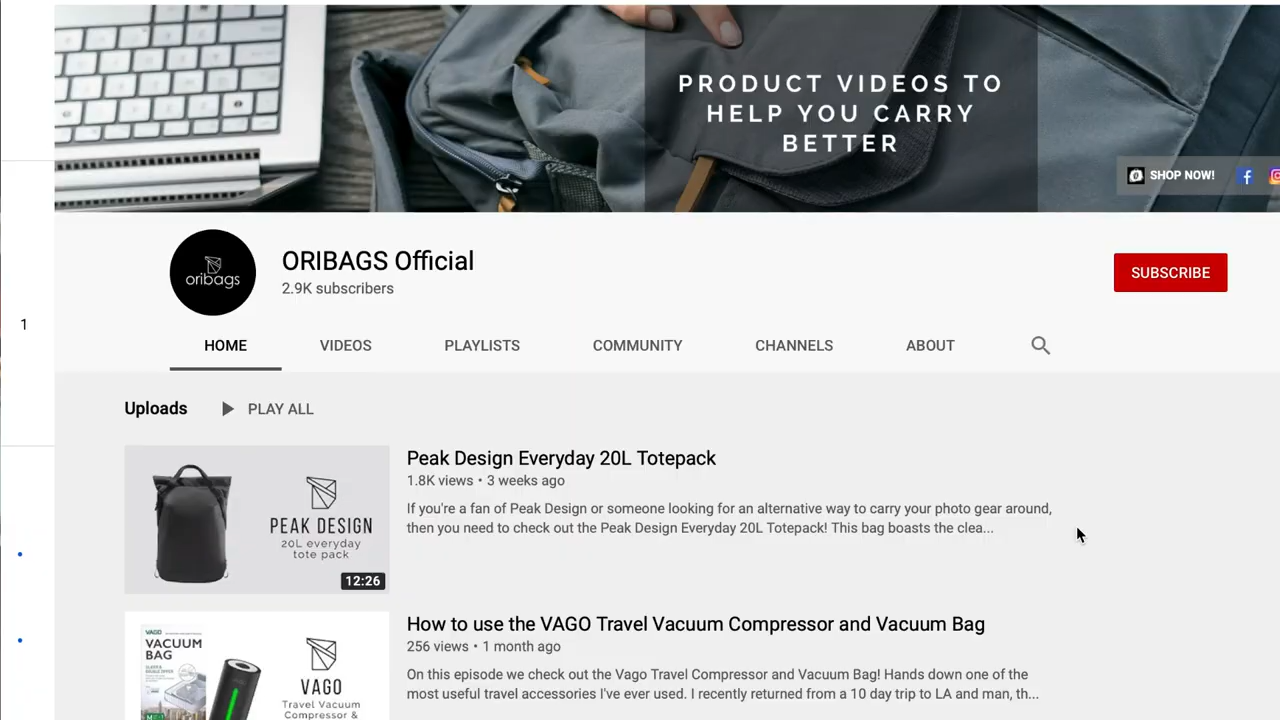 PRODUCT VIDEOS TO
HELP YOU CARRY
BETTER
SHOP NOW!
oribags
ORIBAGS Official
2.9K subscribers
SUBSCRIBE
1
HOME
VIDEOS
PLAYLISTS
COMMUNITY
CHANNELS
ABOUT
Uploads
PLAY ALL
PEAK DESIGN
20L everyday
tote pack
12:26
Peak Design Everyday 20L Totepack
1.8K views • 3 weeks ago
If you're a fan of Peak Design or someone looking for an alternative way to carry your photo gear around,
then you need to check out the Peak Design Everyday 20L Totepack! This bag boasts the clea...
VAGO
VACUUM
BAG
VAGO
Travel Vacuum
Compressor &
How to use the VAGO Travel Vacuum Compressor and Vacuum Bag
256 views • 1 month ago
On this episode we check out the Vago Travel Compressor and Vacuum Bag! Hands down one of the
most useful travel accessories I've ever used. I recently returned from a 10 day trip to LA and man, th...